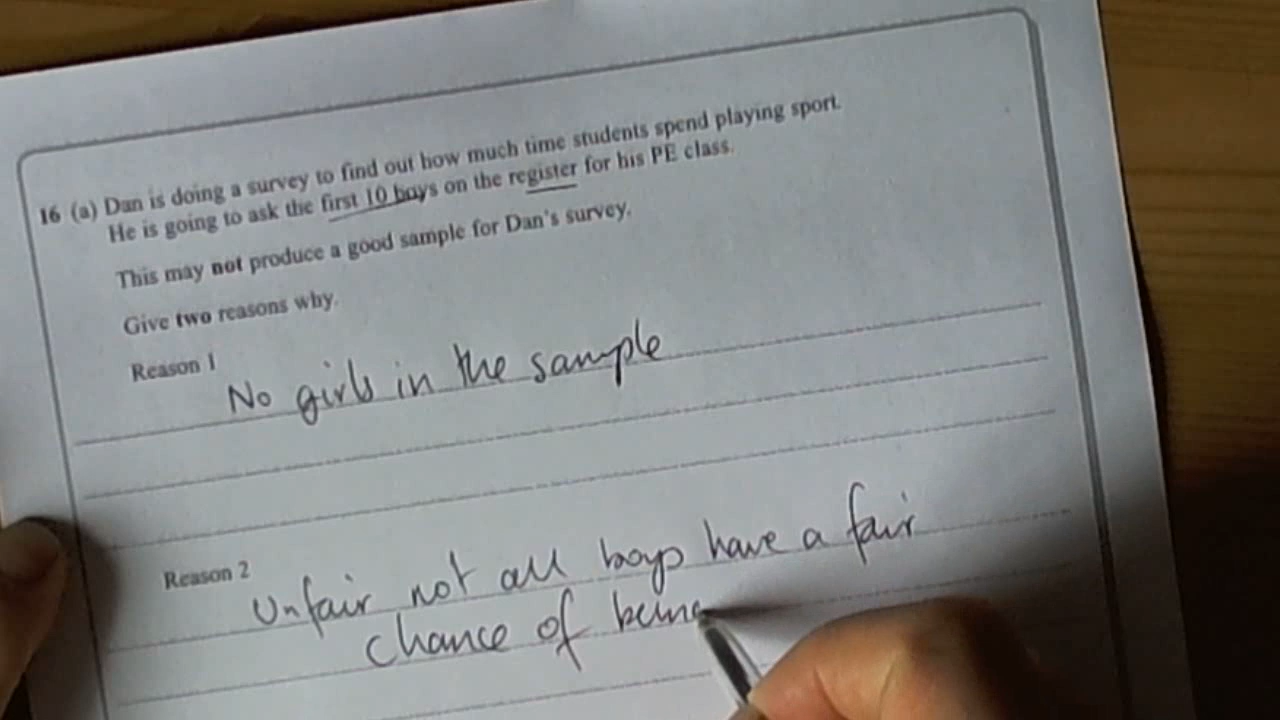 16 (a) Dan is doing a survey to find out how much time students spend playing sport.
He is going to ask the first 10 boys on the register for his PE class.
This may not produce a good sample for Dan's survey.
Give two reasons why.
Reason 1
No girls in the sample
Reason 2
Unfair not all boys have a fair
chance of being